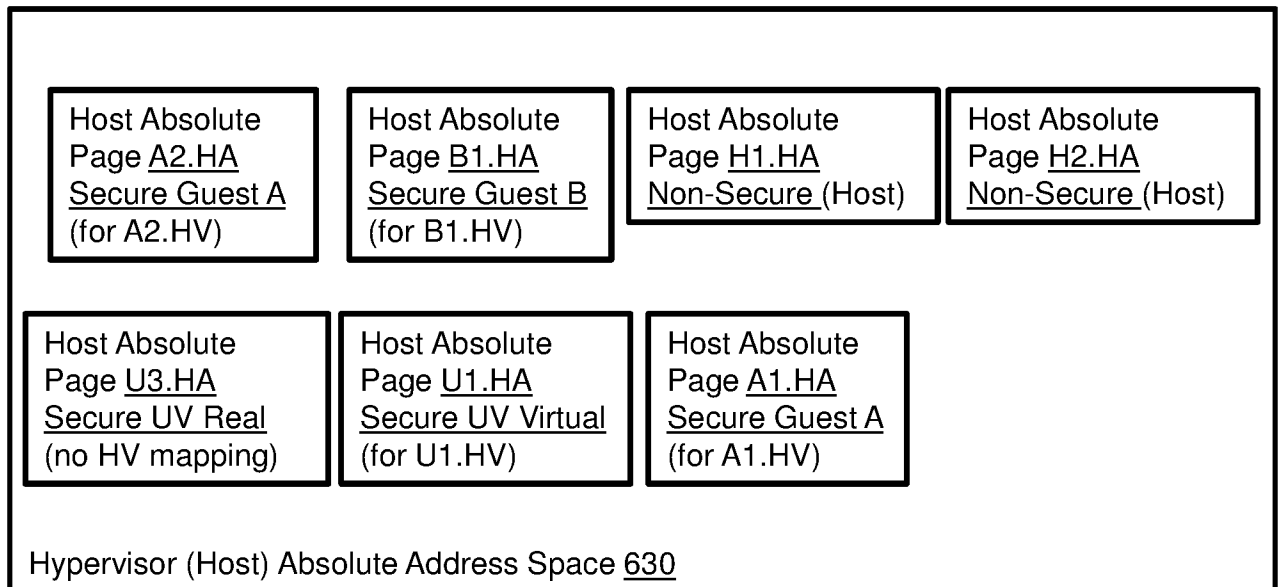 Host Absolute
Page A2.HA
Secure Guest A
(for A2.HV)
Host Absolute
Page B1.HA
Secure Guest B
(for B1.HV)
Host Absolute
Page H1.HA
Non-Secure (Host)
Host Absolute
Page H2.HA
Non-Secure (Host)
Host Absolute
Page U3.HA
Secure UV Real
(no HV mapping)
Host Absolute
Page U1.HA
Secure UV Virtual
(for U1.HV)
Host Absolute
Page A1.HA
Secure Guest A
(for A1.HV)
Hypervisor (Host) Absolute Address Space 630